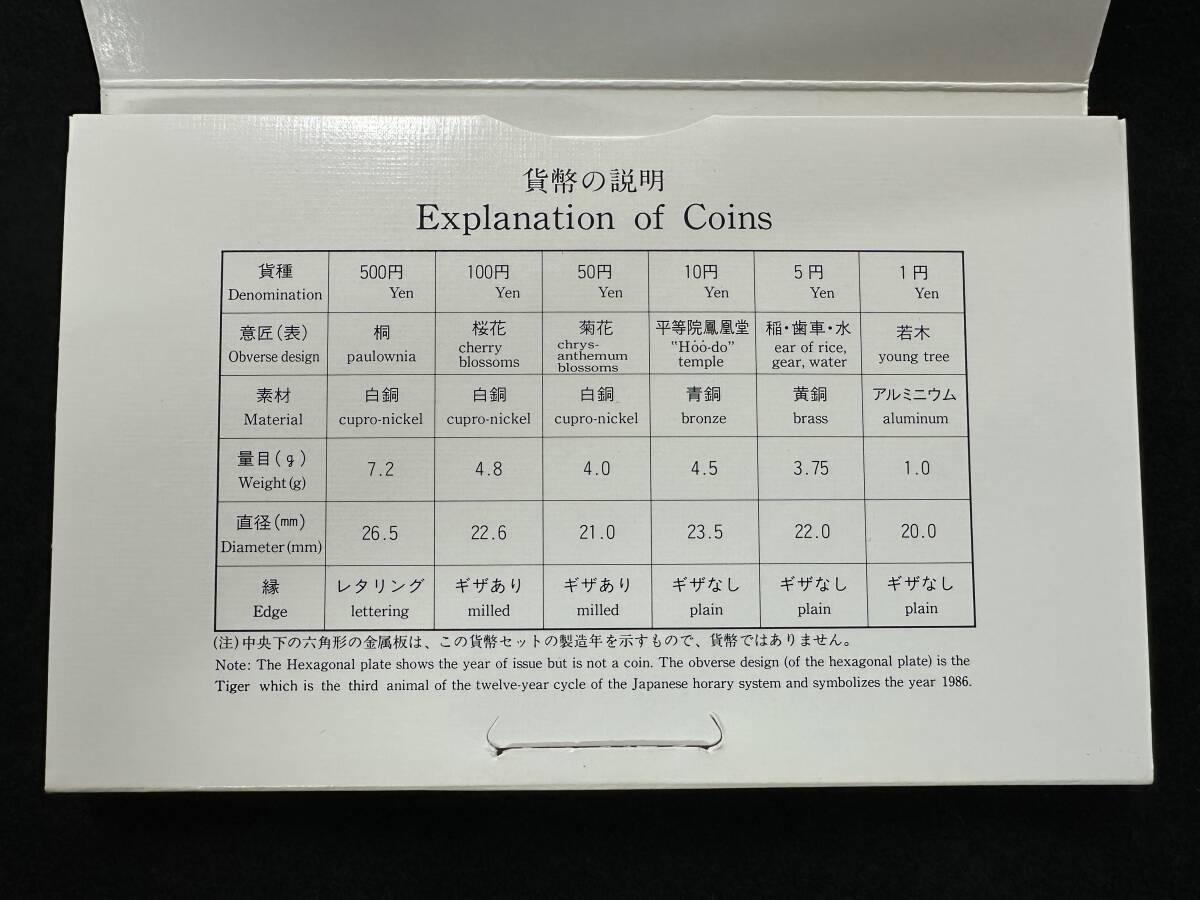 貨幣の説明
Explanation of Coins
貨種 500円 100円 50円 10円 5円 1円
Denomination Yen Yen Yen Yen Yen Yen
意匠(表) 桐 桜花 菊花 平等院鳳凰堂 稲・歯車・水 若木
Obverse design paulownia cherry blossoms chrys-anthemum blossoms "Hóó-do" temple ear of rice, gear, water young tree
素材 白銅 白銅 白銅 青銅 黄銅 アルミニウム
Material cupro-nickel cupro-nickel cupro-nickel bronze brass aluminum
量目(g) 7.2 4.8 4.0 4.5 3.75 1.0
Weight(g)
直径(㎜) 26.5 22.6 21.0 23.5 22.0 20.0
Diameter(mm)
縁 レタリング ギザあり ギザあり ギザなし ギザなし ギザなし
Edge lettering milled milled plain plain plain
(注)中央下の六角形の金属板は、この貨幣セットの製造年を示すもので、貨幣ではありません。
Note: The Hexagonal plate shows the year of issue but is not a coin. The obverse design (of the hexagonal plate) is the
Tiger which is the third animal of the twelve-year cycle of the Japanese horary system and symbolizes the year 1986.